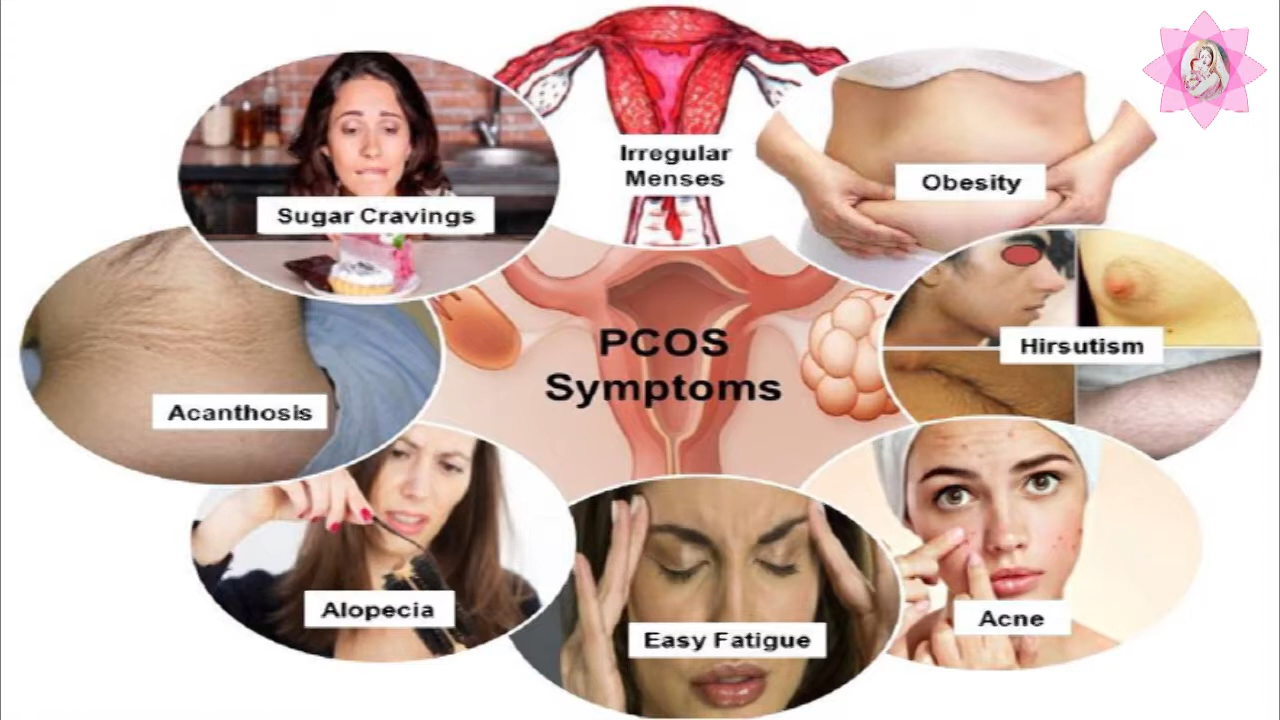 PCOS
Symptoms
Irregular
Menses
Obesity
Hirsutism
Acne
Easy Fatigue
Alopecia
Acanthosis
Sugar Cravings